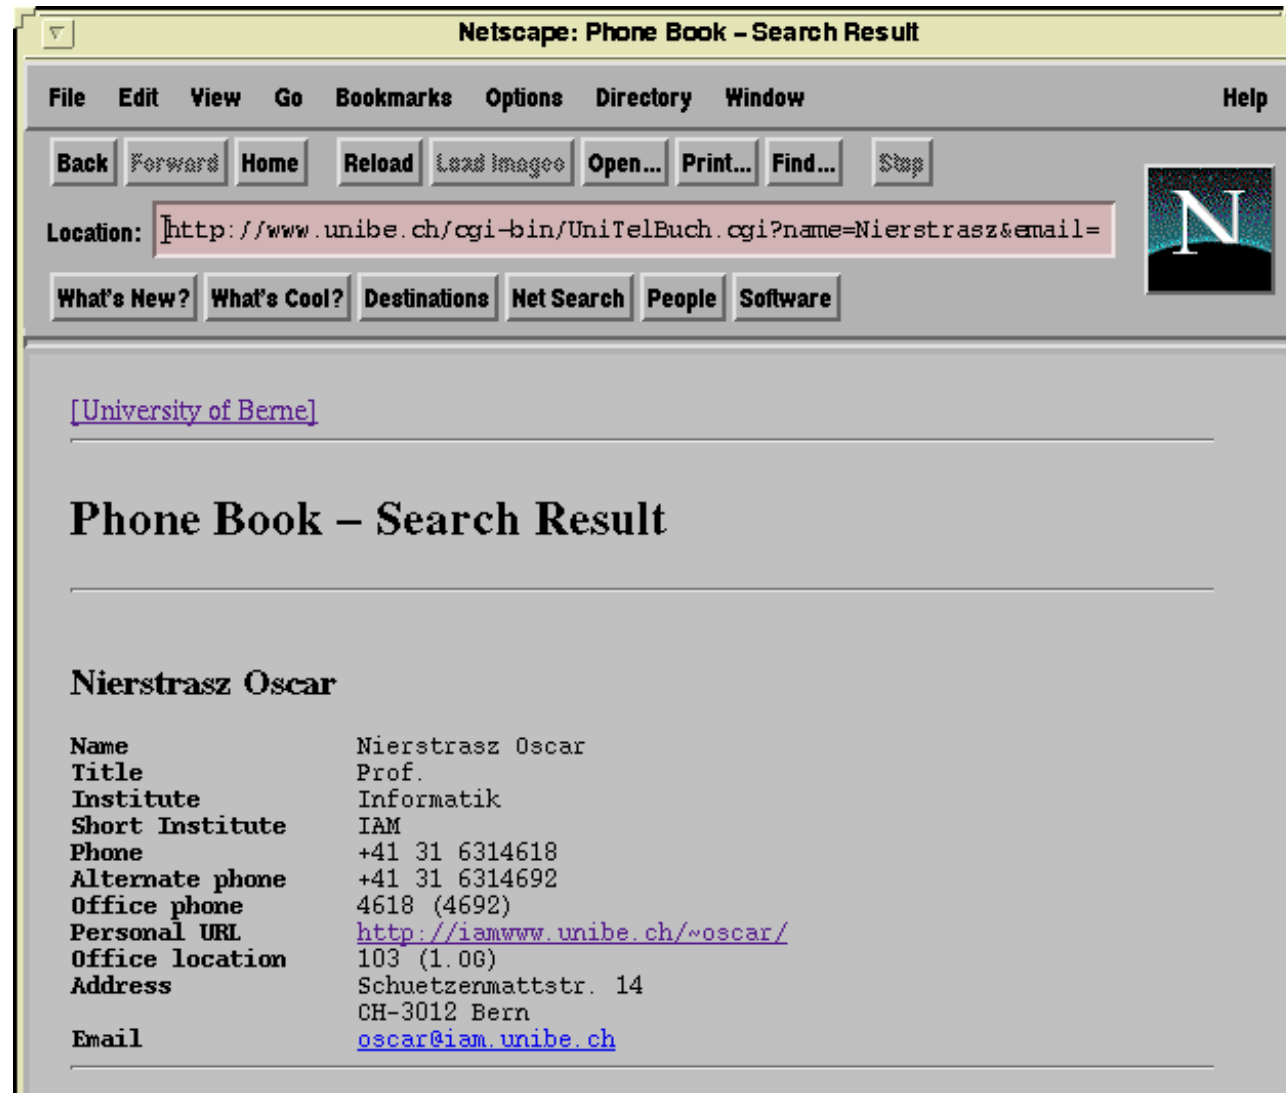 Netscape: Phone Book – Search Result
File Edit View Go Bookmarks Options Directory Window Help
Back Forward Home Reload Load Images Open... Print... Find... Stop
Location: http://www.unibe.ch/cgi-bin/UniTelBuch.cgi?name=Nierstrasz&email=
N
What's New? What's Cool? Destinations Net Search People Software
[University of Berne]
Phone Book – Search Result
Nierstrasz Oscar
Name Nierstrasz Oscar
Title Prof.
Institute Informatik
Short Institute IAM
Phone +41 31 6314618
Alternate phone +41 31 6314692
Office phone 4618 (4692)
Personal URL http://iamwww.unibe.ch/~oscar/
Office location 103 (1.OG)
Address Schuetzenmattstr. 14
CH-3012 Bern
Email oscar@iam.unibe.ch